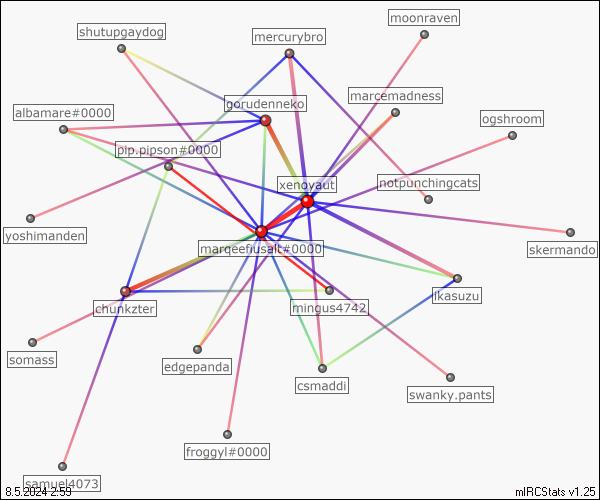 moonraven
shutupgaydog
mercurybro
marcemadness
gorudenneko
albamare#0000
ogshroom
pip.pipson#0000
xenoyaut
notpunchingcats
yoshimanden
marqeefiusalt#0000
skermando
chunkzter
mingus4742
ikasuzu
somass
edgepanda
csmaddi
swanky.pants
froggyl#0000
samuel4073
8.5.2024 2:59
mIRCStats v1.25